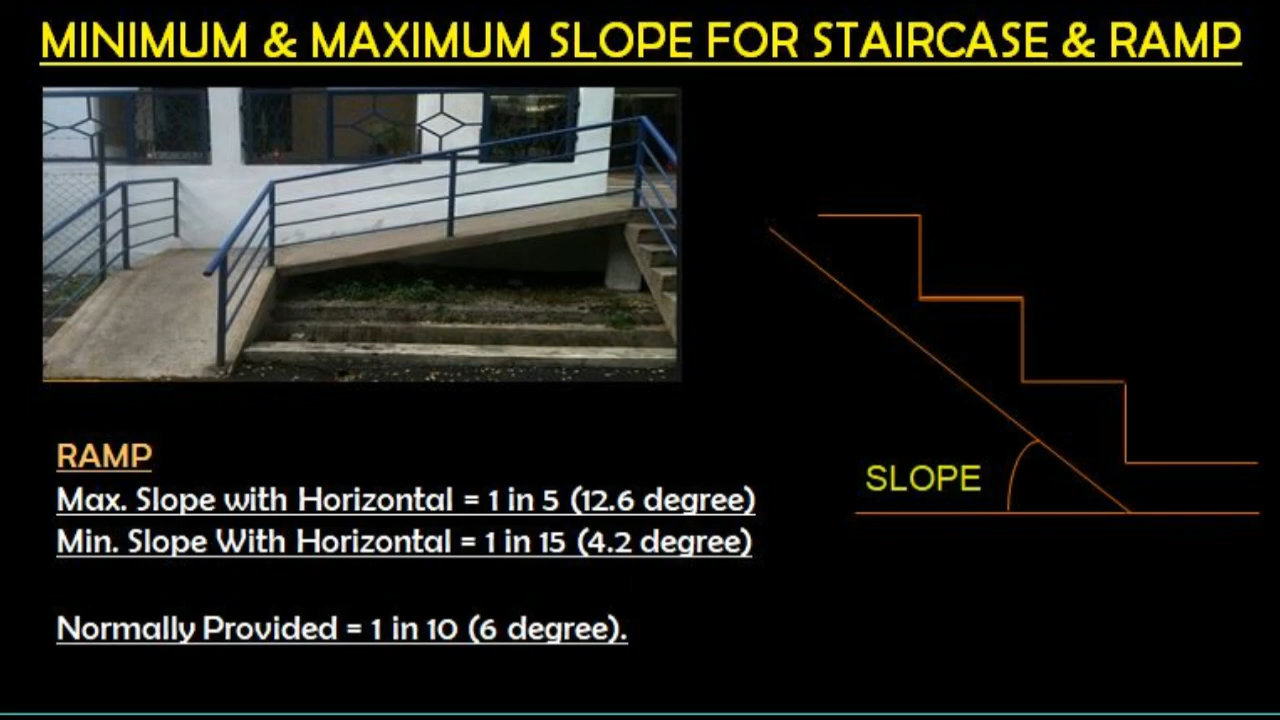 MINIMUM & MAXIMUM SLOPE FOR STAIRCASE & RAMP
RAMP
Max. Slope with Horizontal = 1 in 5 (12.6 degree)
Min. Slope With Horizontal = 1 in 15 (4.2 degree)
Normally Provided = 1 in 10 (6 degree).
SLOPE